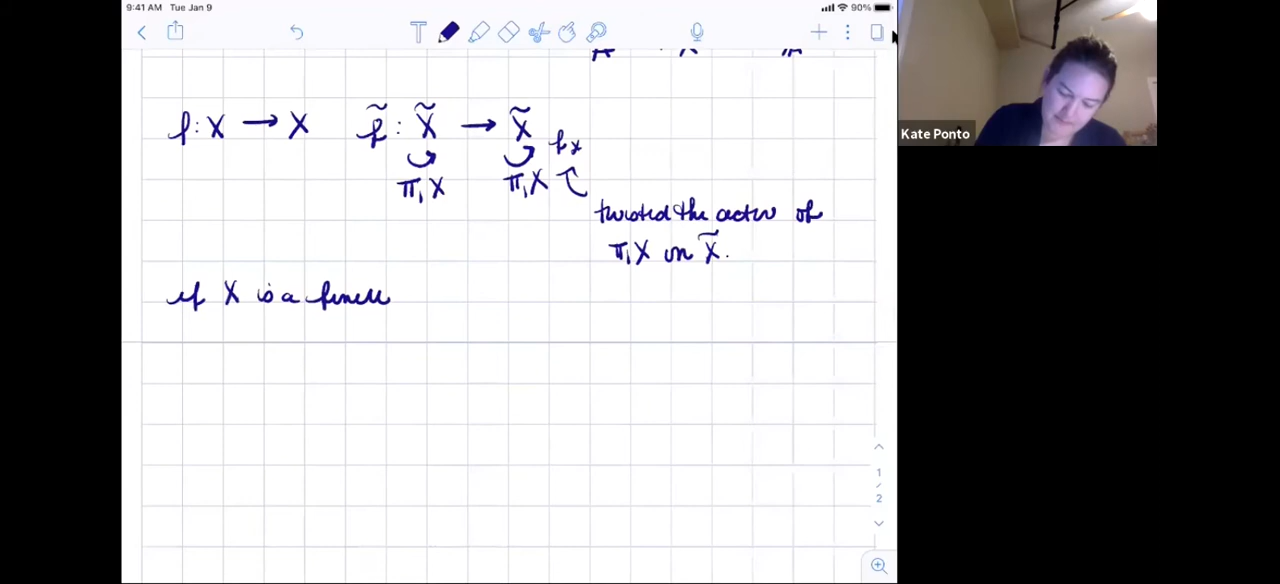 9:41 AM Tue Jan 9
90%
T
f: X → X f̃ : X̃ → X̃
f_*
π₁X π₁X
twisted the action of
π₁X on X̃.
if X is a finite
1
/
2
Kate Ponto